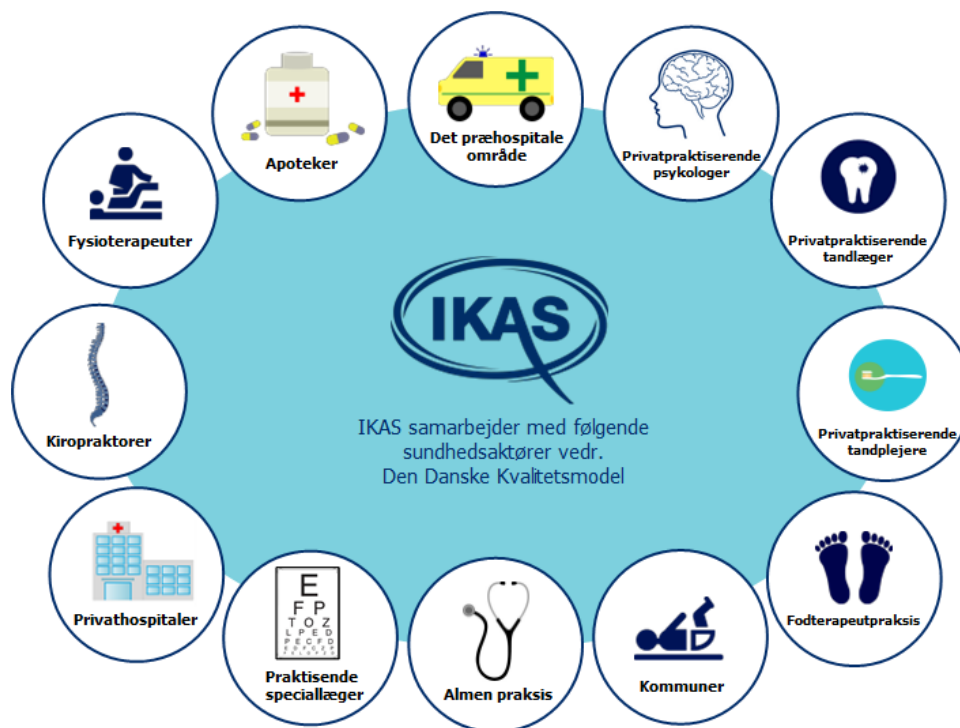 Apoteker
Det præhospitale
område
Privatpraktiserende
psykologer
Fysioterapeuter
Privatpraktiserende
tandlæger
IKAS
IKAS samarbejder med følgende
sundhedsaktører vedr.
Den Danske Kvalitetsmodel
Kiropraktorer
Privatpraktiserende
tandplejere
Privathospitaler
E
F P
T O Z
L P E D
P E C F D
Praktisende
speciallæger
Almen praksis
Kommuner
Fodterapeutpraksis